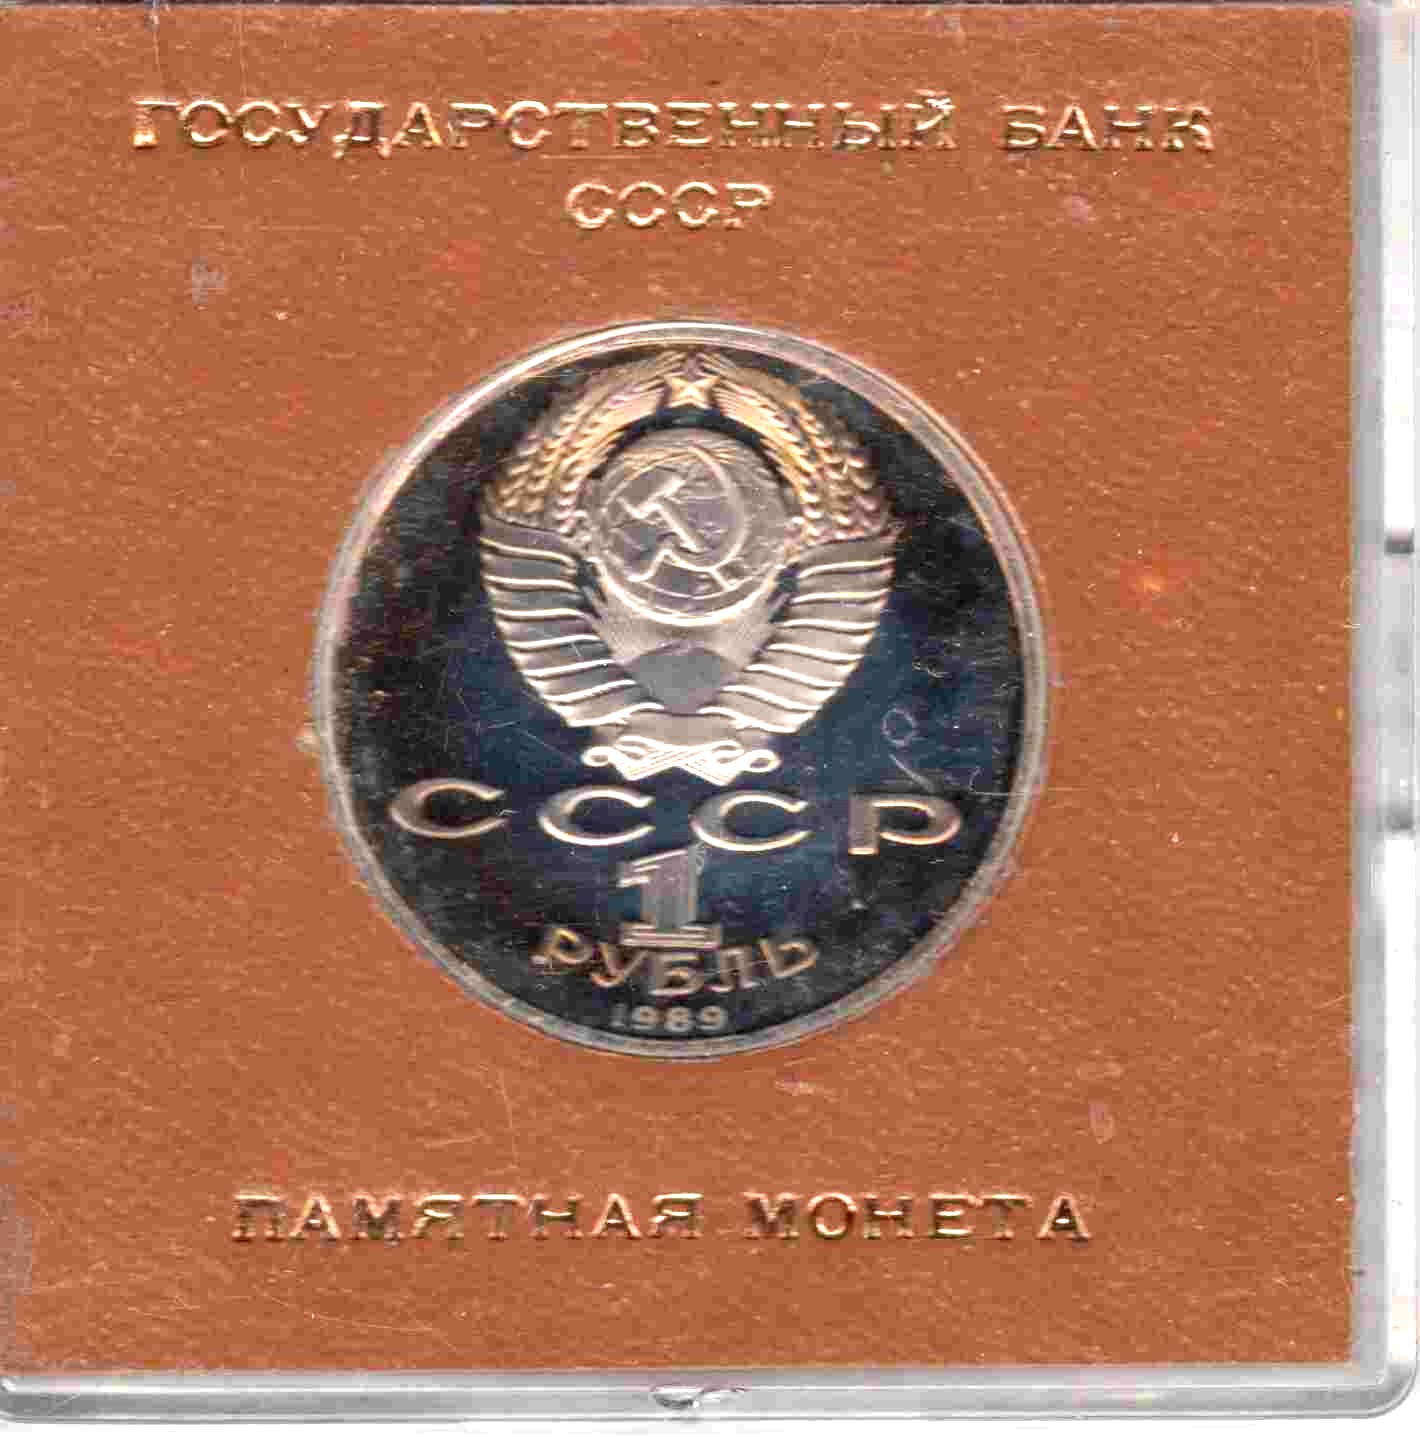 ГОСУДАРСТВЕННЫЙ БАНК
СССР
СССР
1
РУБЛЬ
1989
ПАМЯТНАЯ МОНЕТА